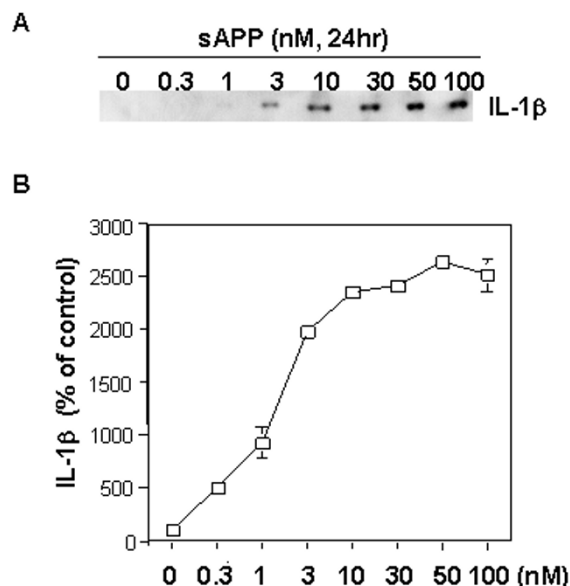 A
sAPP (nM, 24hr)
0 0.3 1 3 10 30 50 100
IL-1β
B
3000
2500
2000
1500
1000
500
0
IL-1β (% of control)
0 0.3 1 3 10 30 50 100 (nM)